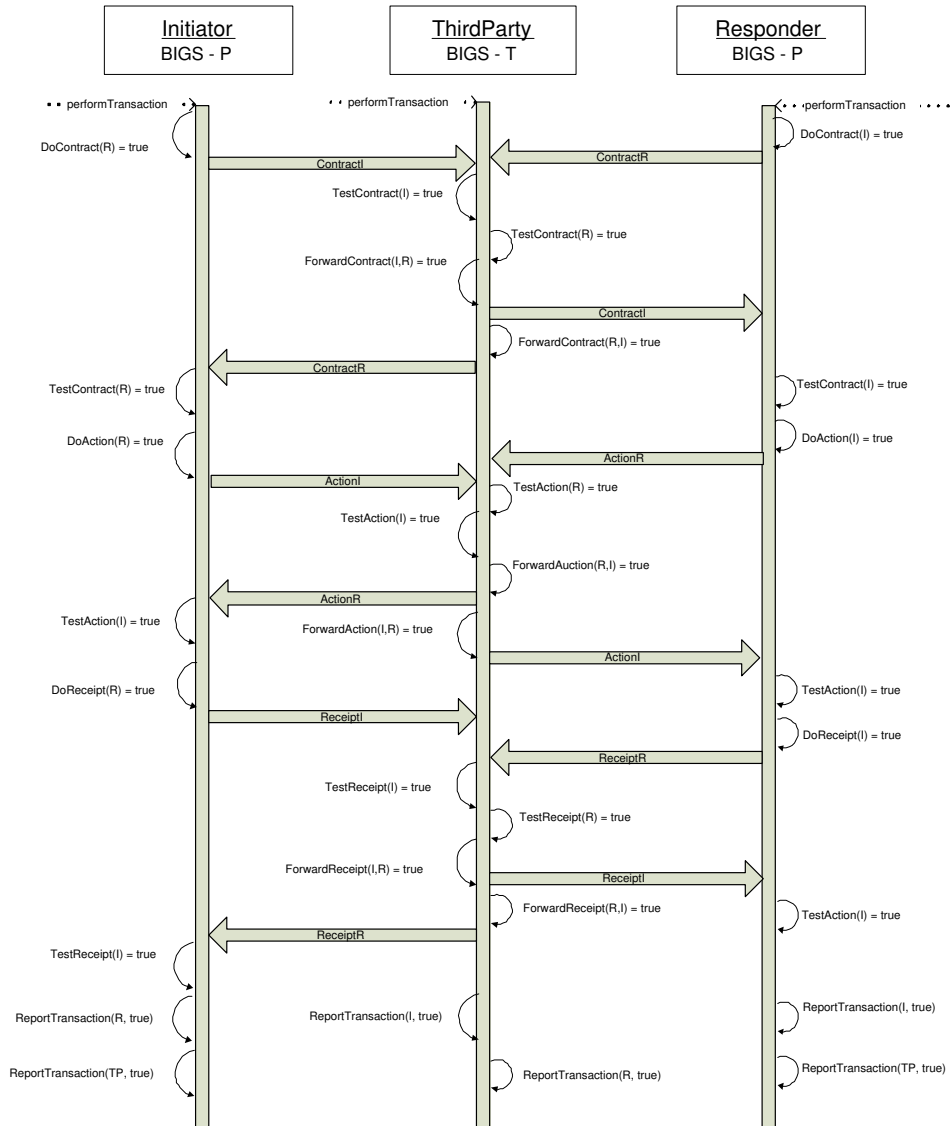 Initiator
BIGS - P
ThirdParty
BIGS - T
Responder
BIGS - P
performTransaction
performTransaction
performTransaction
DoContract(R) = true
DoContract(I) = true
ContractI
ContractR
TestContract(I) = true
TestContract(R) = true
ForwardContract(I,R) = true
ContractI
ForwardContract(R,I) = true
ContractR
TestContract(R) = true
TestContract(I) = true
DoAction(R) = true
DoAction(I) = true
ActionR
ActionI
TestAction(R) = true
TestAction(I) = true
ForwardAuction(R,I) = true
ActionR
TestAction(I) = true
ForwardAction(I,R) = true
ActionI
DoReceipt(R) = true
TestAction(I) = true
ReceiptI
DoReceipt(I) = true
ReceiptR
TestReceipt(I) = true
TestReceipt(R) = true
ForwardReceipt(I,R) = true
ReceiptI
ForwardReceipt(R,I) = true
TestAction(I) = true
ReceiptR
TestReceipt(I) = true
ReportTransaction(R, true)
ReportTransaction(I, true)
ReportTransaction(I, true)
ReportTransaction(TP, true)
ReportTransaction(R, true)
ReportTransaction(TP, true)